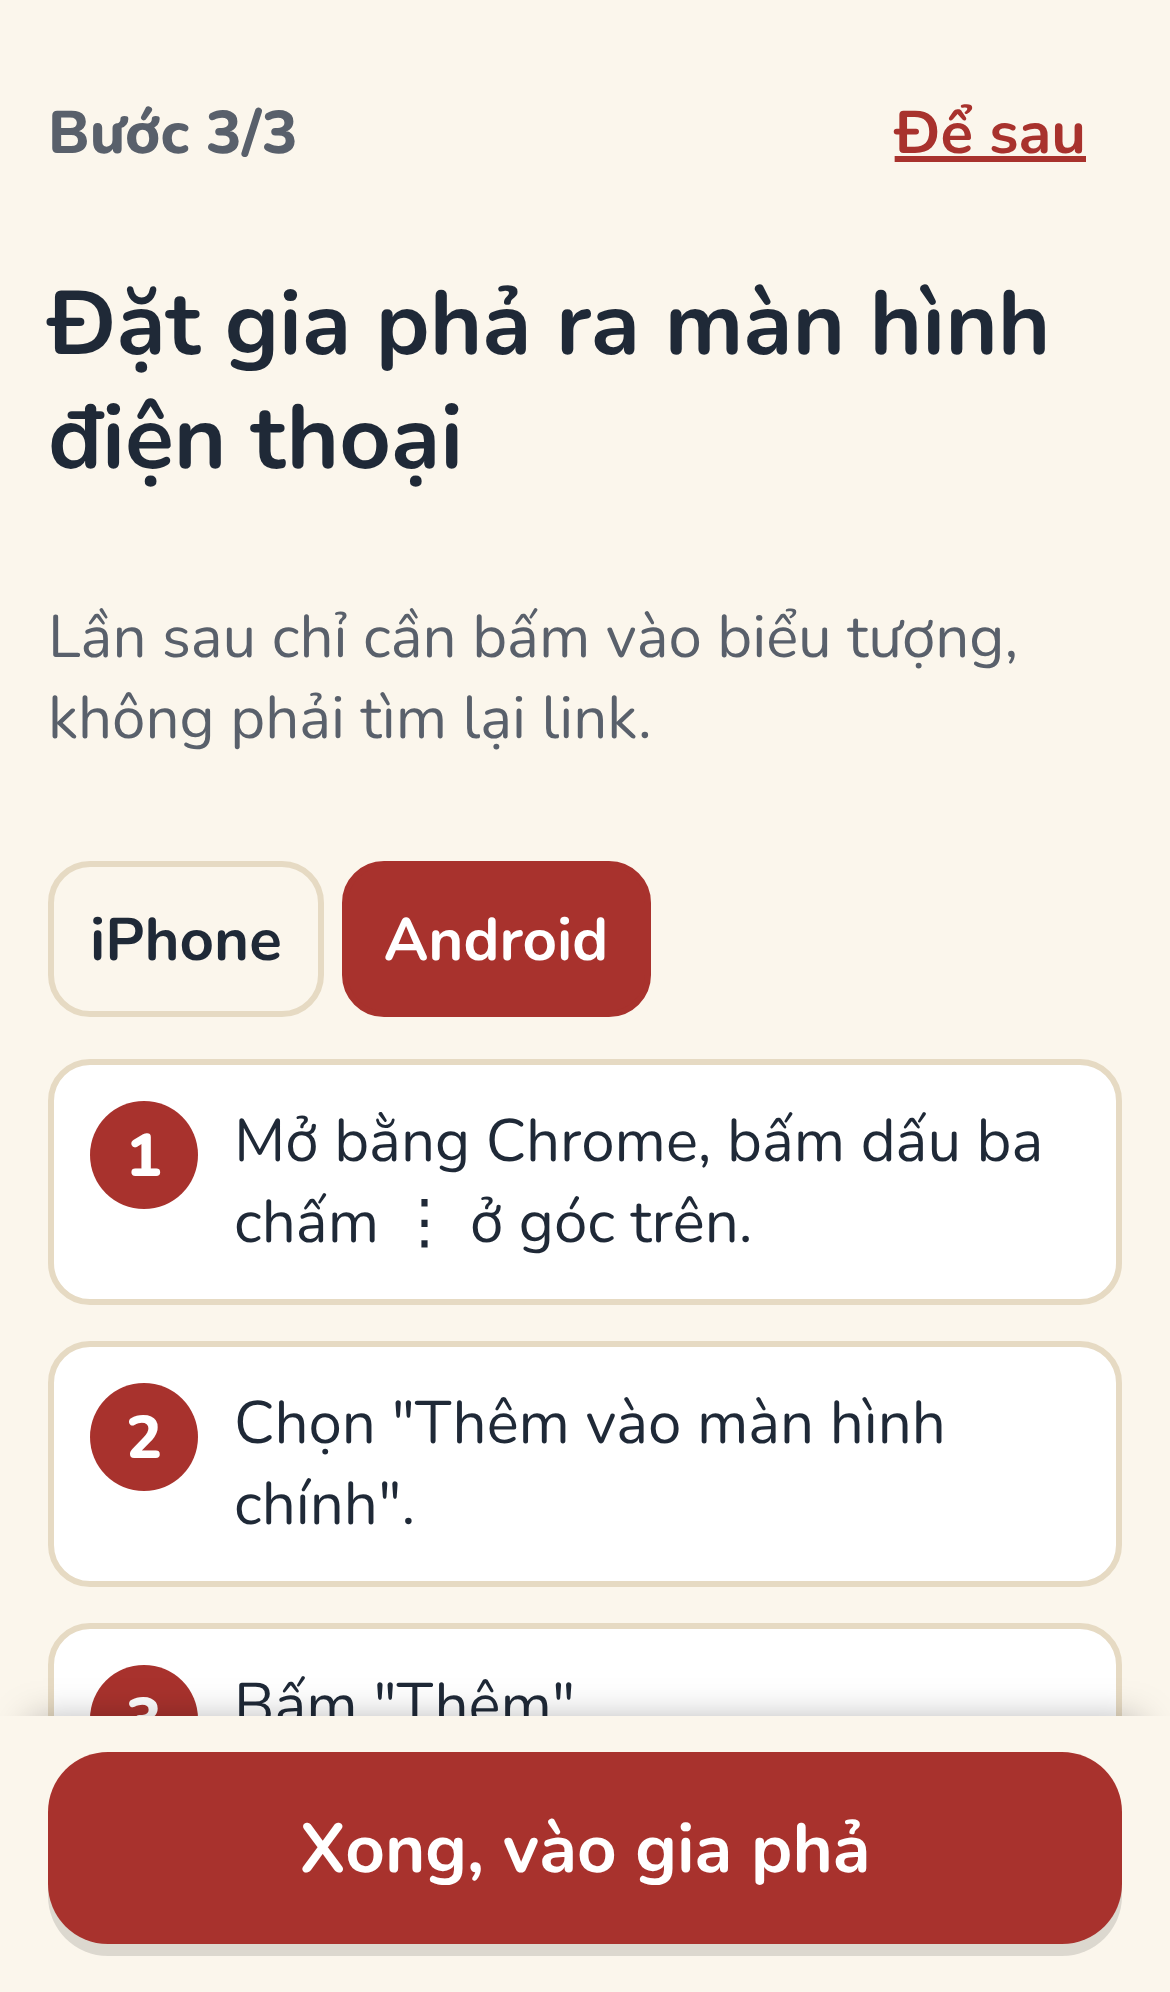 Bước 3/3
Để sau
Đặt gia phả ra màn hình
điện thoại
Lần sau chỉ cần bấm vào biểu tượng,
không phải tìm lại link.
iPhone
Android
1
Mở bằng Chrome, bấm dấu ba
chấm ⋮ ở góc trên.
2
Chọn "Thêm vào màn hình
chính".
3
Bấm "Thêm"
Xong, vào gia phả